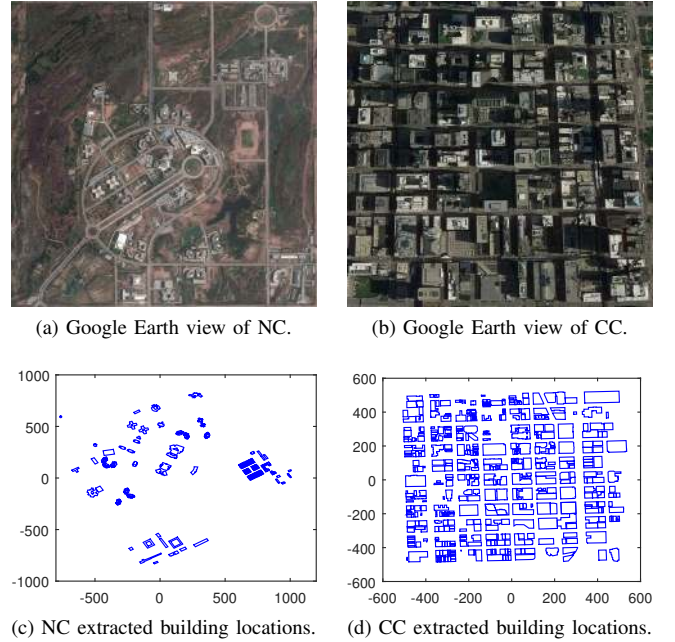 (a) Google Earth view of NC.
(b) Google Earth view of CC.
1000
500
0
-500
-1000
-500 0 500 1000
(c) NC extracted building locations.
600
400
200
0
-200
-400
-600
-600 -400 -200 0 200 400 600
(d) CC extracted building locations.